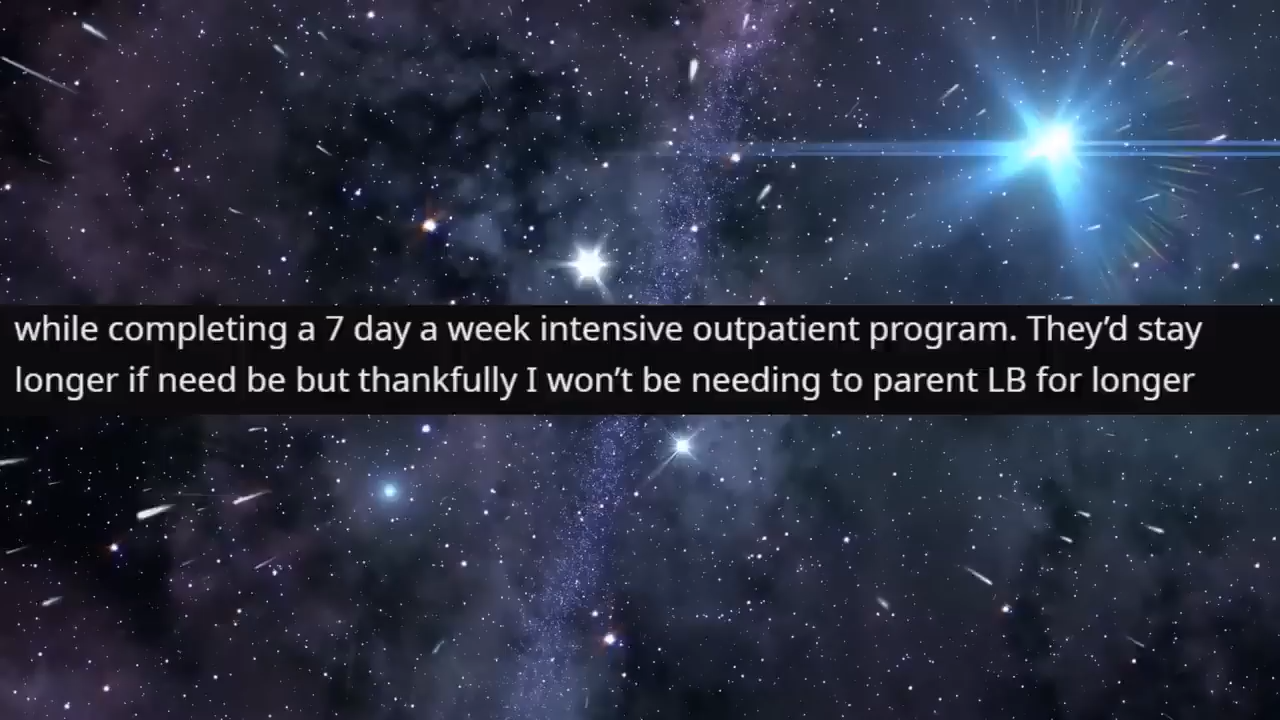 while completing a 7 day a week intensive outpatient program. They’d stay
longer if need be but thankfully I won’t be needing to parent LB for longer